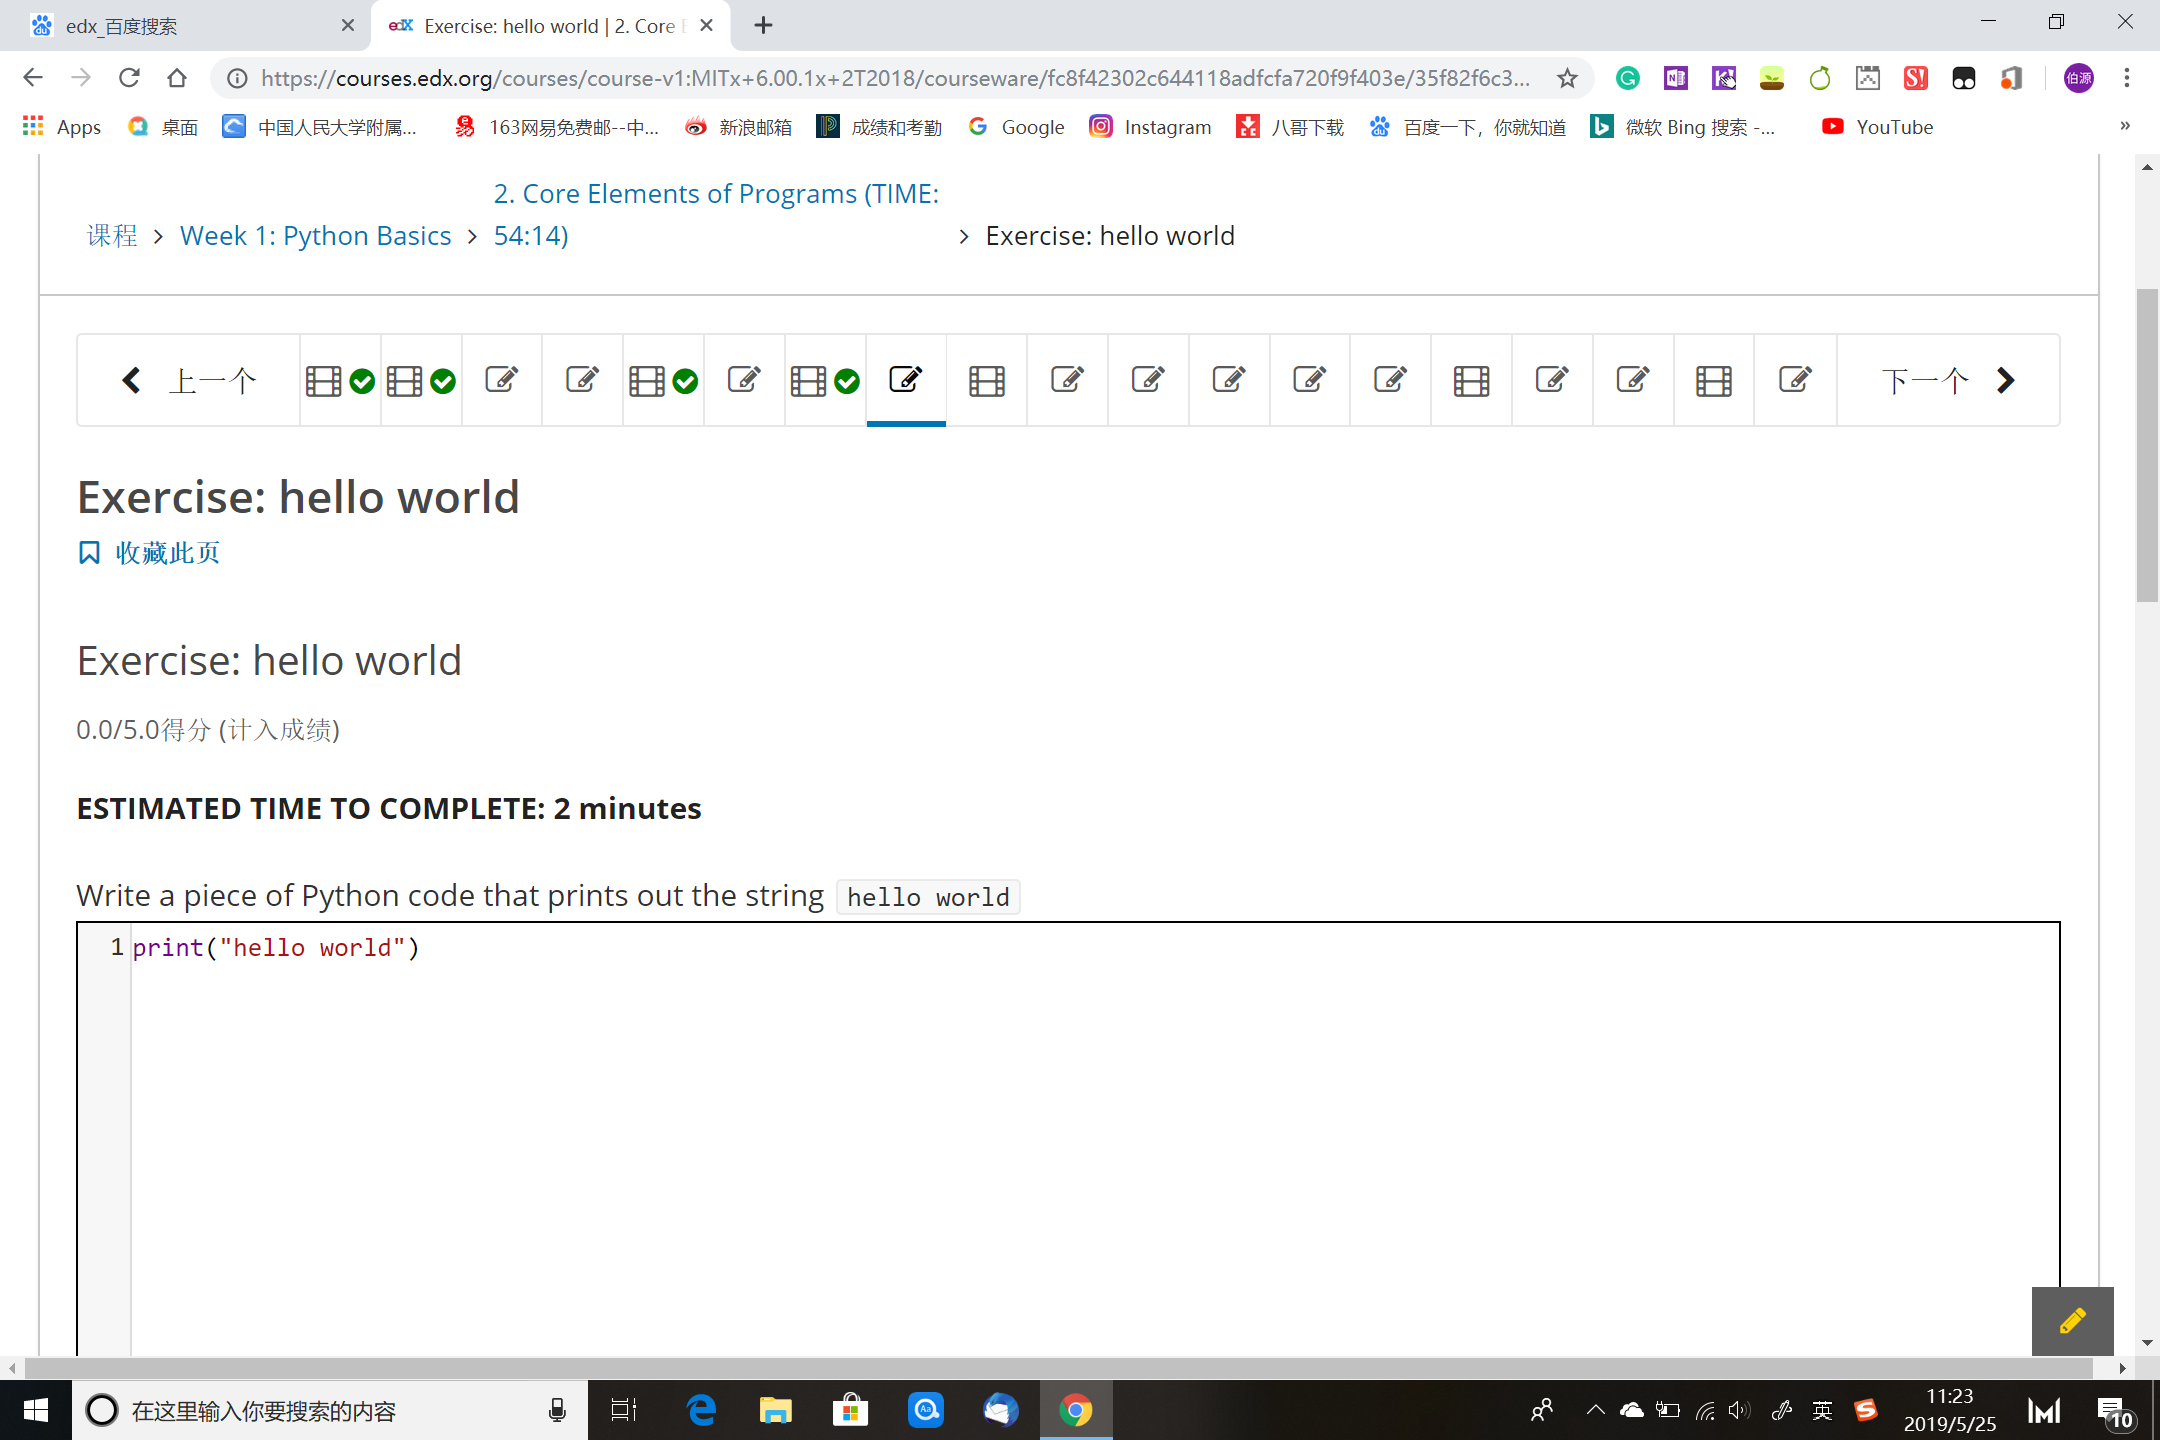 edx_百度搜索
Exercise: hello world | 2. Core E
https://courses.edx.org/courses/course-v1:MITx+6.00.1x+2T2018/courseware/fc8f42302c644118adfcfa720f9f403e/35f82f6c3...
伯源
Apps 桌面 中国人民大学附属... 163网易免费邮--中... 新浪邮箱 成绩和考勤 Google Instagram 八哥下载 百度一下，你就知道 微软 Bing 搜索 -... YouTube »
2. Core Elements of Programs (TIME:
课程 > Week 1: Python Basics > 54:14) > Exercise: hello world
上一个 下一个
Exercise: hello world
收藏此页
Exercise: hello world
0.0/5.0得分 (计入成绩)
ESTIMATED TIME TO COMPLETE: 2 minutes
Write a piece of Python code that prints out the string hello world
1 print("hello world")
在这里输入你要搜索的内容
英
11:23
2019/5/25
10